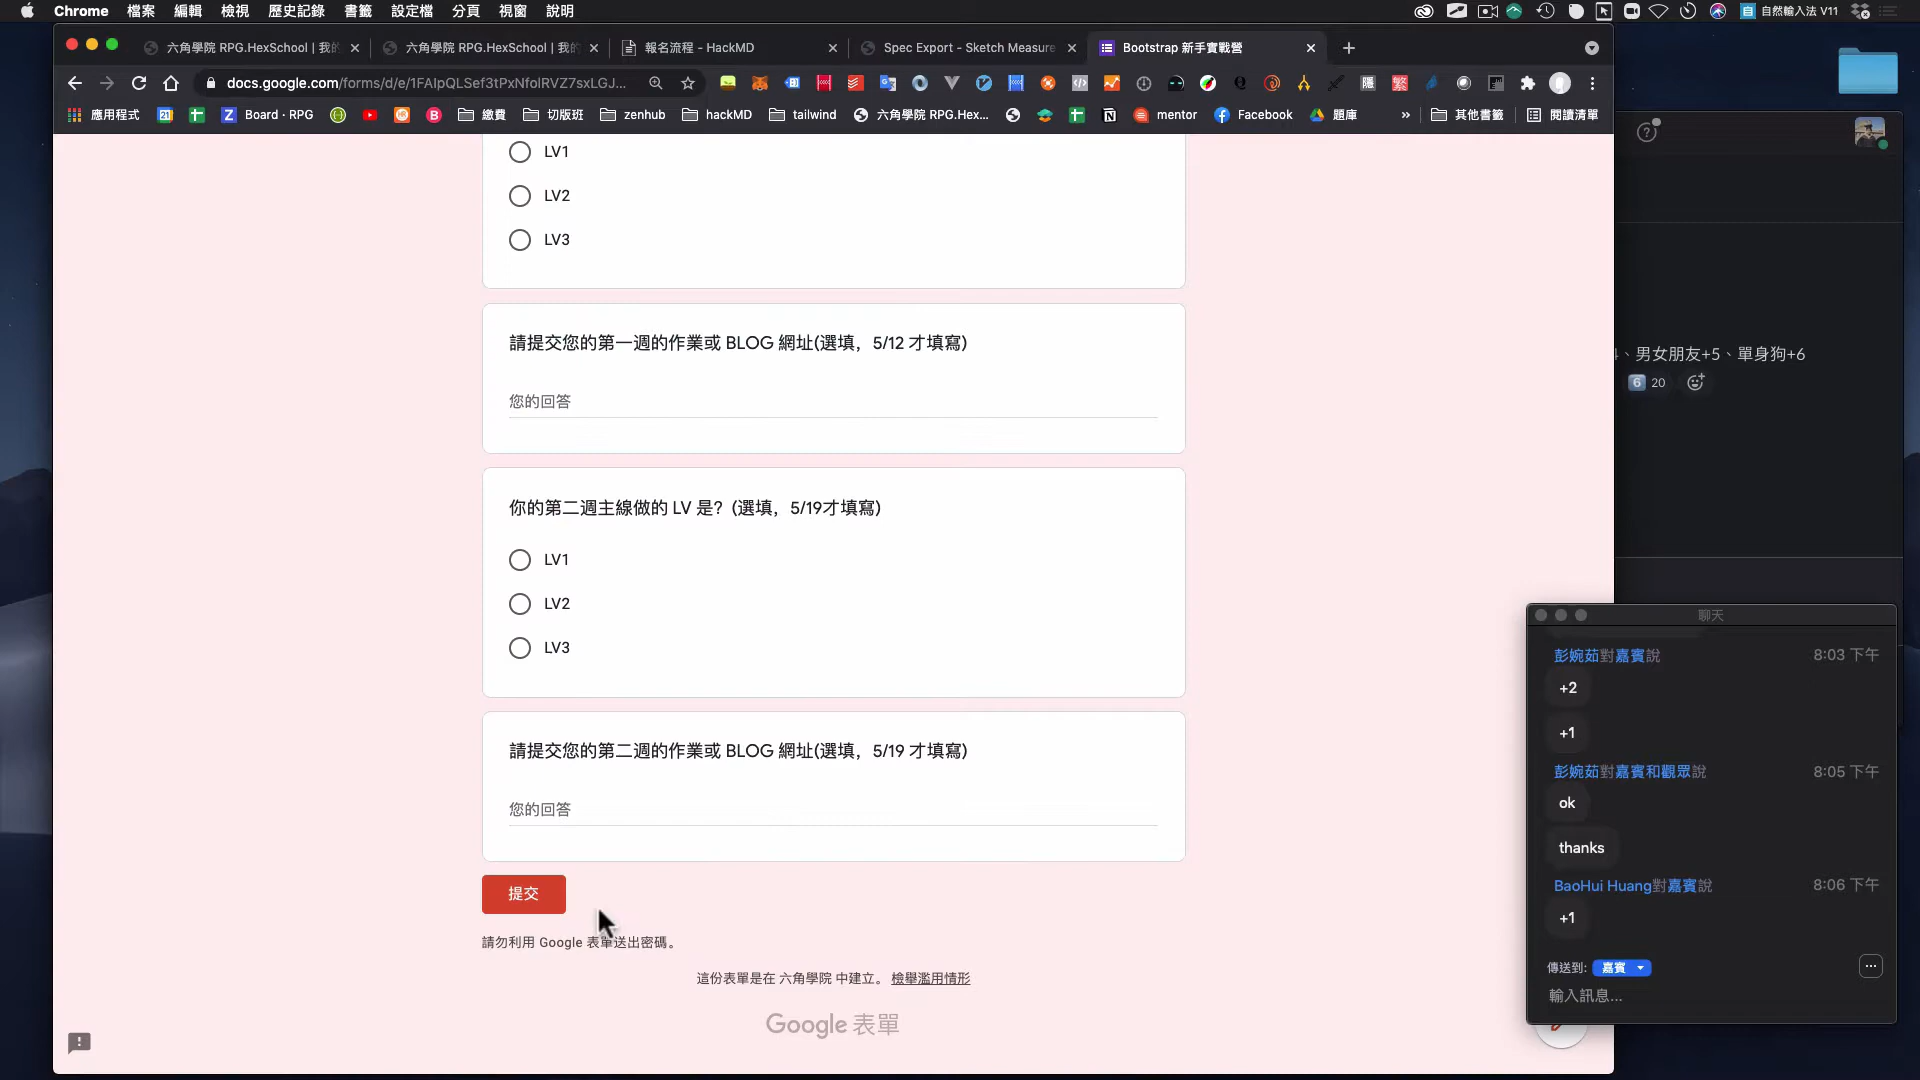 Chrome 檔案 編輯 檢視 歷史記錄 書籤 設定檔 分頁 視窗 說明
自 自然輸入法 V11
六角學院 RPG.HexSchool | 我的
六角學院 RPG.HexSchool | 我的
報名流程 - HackMD
Spec Export - Sketch Measure
Bootstrap 新手實戰營
docs.google.com/forms/d/e/1FAIpQLSef3tPxNfolRVZ7sxLGJ...
應用程式
Board · RPG
繳費
切版班
zenhub
hackMD
tailwind
六角學院 RPG.Hex...
mentor
Facebook
題庫
»
其他書籤
閱讀清單
LV1
LV2
LV3
請提交您的第一週的作業或 BLOG 網址(選填，5/12 才填寫)
您的回答
你的第二週主線做的 LV 是? (選填，5/19才填寫)
LV1
LV2
LV3
請提交您的第二週的作業或 BLOG 網址(選填，5/19 才填寫)
您的回答
提交
請勿利用 Google 表單送出密碼。
這份表單是在 六角學院 中建立。 檢舉濫用情形
Google 表單
、男女朋友+5、單身狗+6
6 20
聊天
彭婉茹對嘉賓說 8:03 下午
+2
+1
彭婉茹對嘉賓和觀眾說 8:05 下午
ok
thanks
BaoHui Huang對嘉賓說 8:06 下午
+1
傳送到: 嘉賓
輸入訊息...